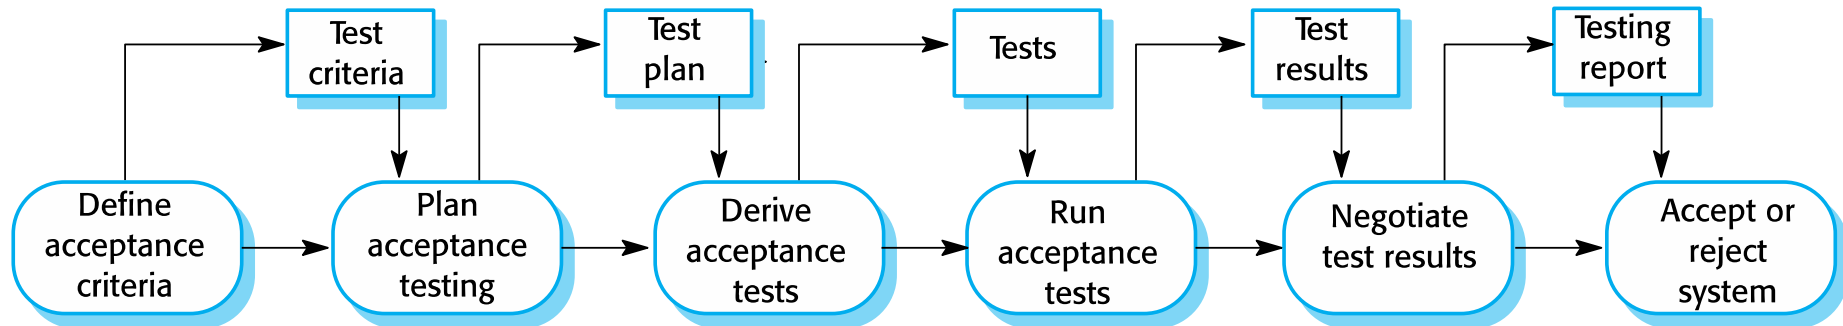 Test
criteria
Test
plan
Tests
Test
results
Testing
report
Define
acceptance
criteria
Plan
acceptance
testing
Derive
acceptance
tests
Run
acceptance
tests
Negotiate
test results
Accept or
reject
system